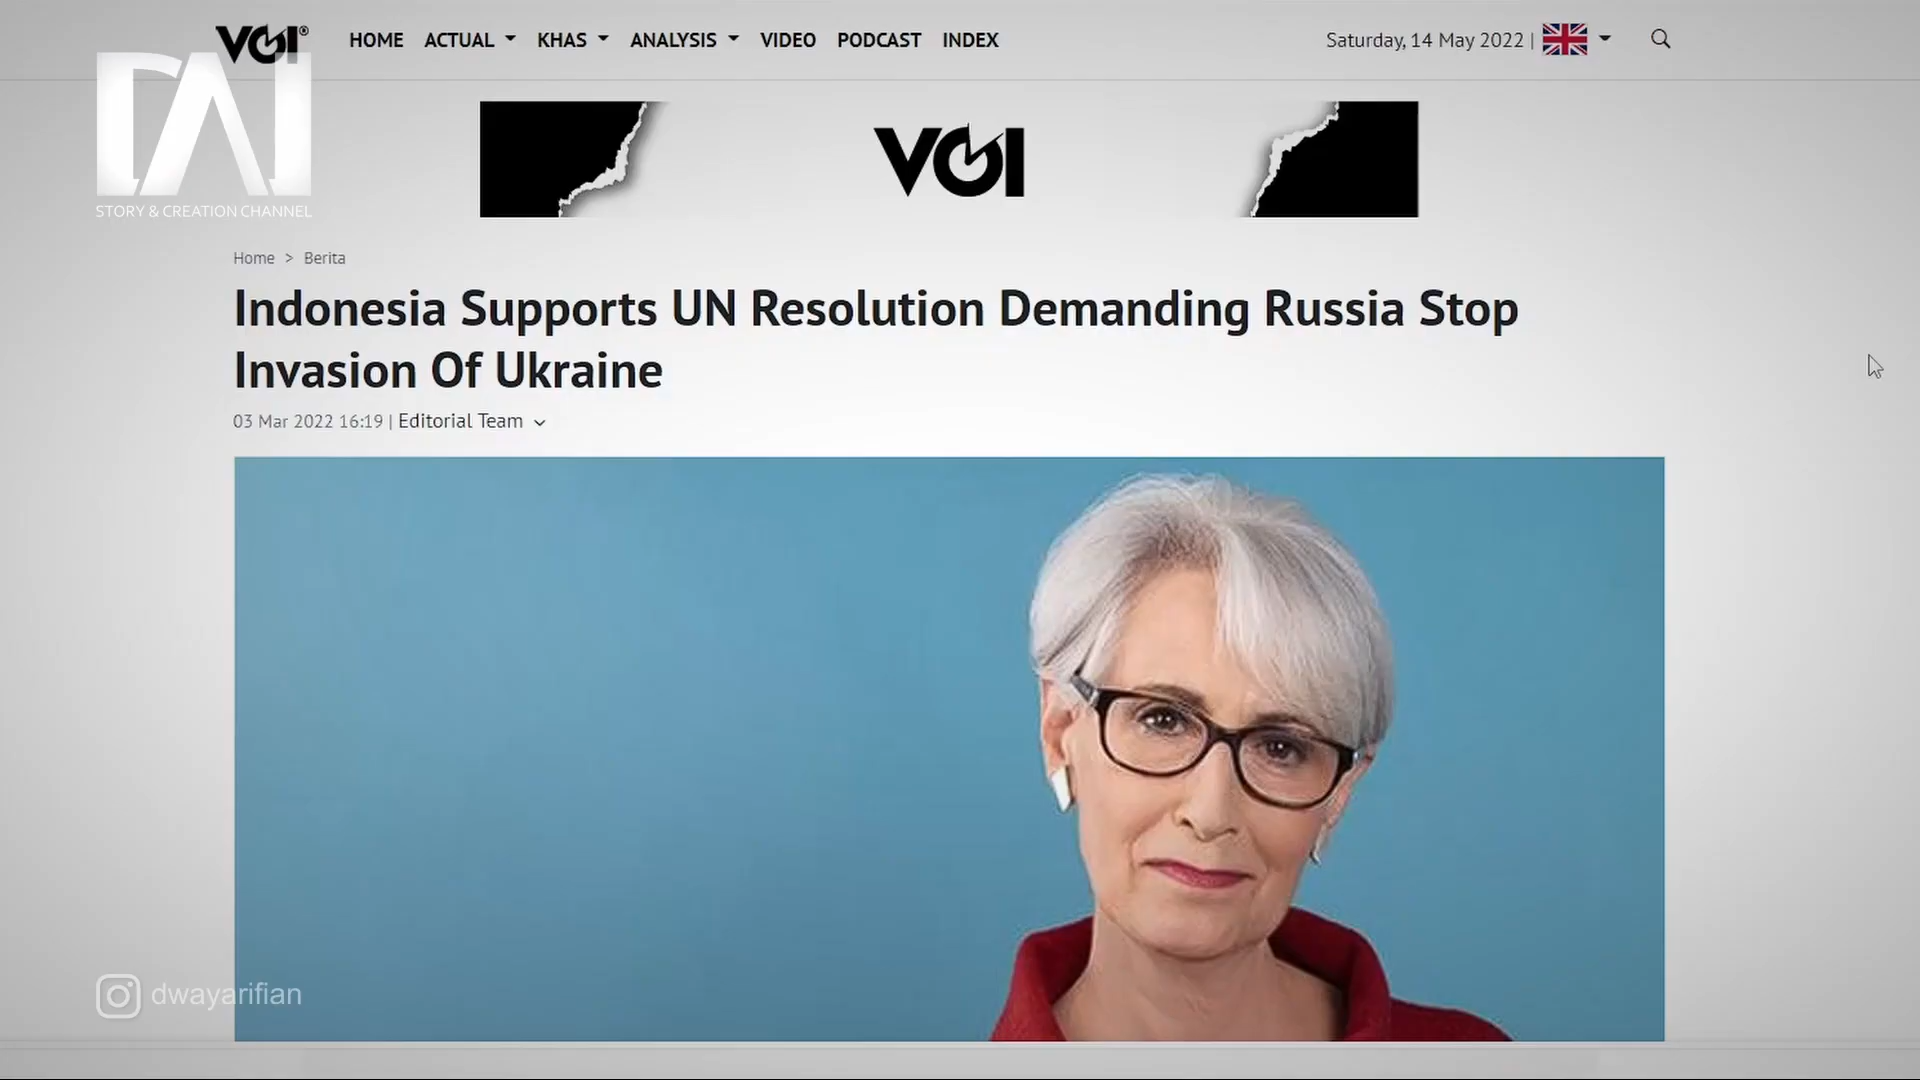 VOI®
HOME ACTUAL KHAS ANALYSIS VIDEO PODCAST INDEX
Saturday, 14 May 2022 |
DAI
STORY & CREATION CHANNEL
VOI
Home > Berita
Indonesia Supports UN Resolution Demanding Russia Stop
Invasion Of Ukraine
03 Mar 2022 16:19 | Editorial Team
dwayarifian